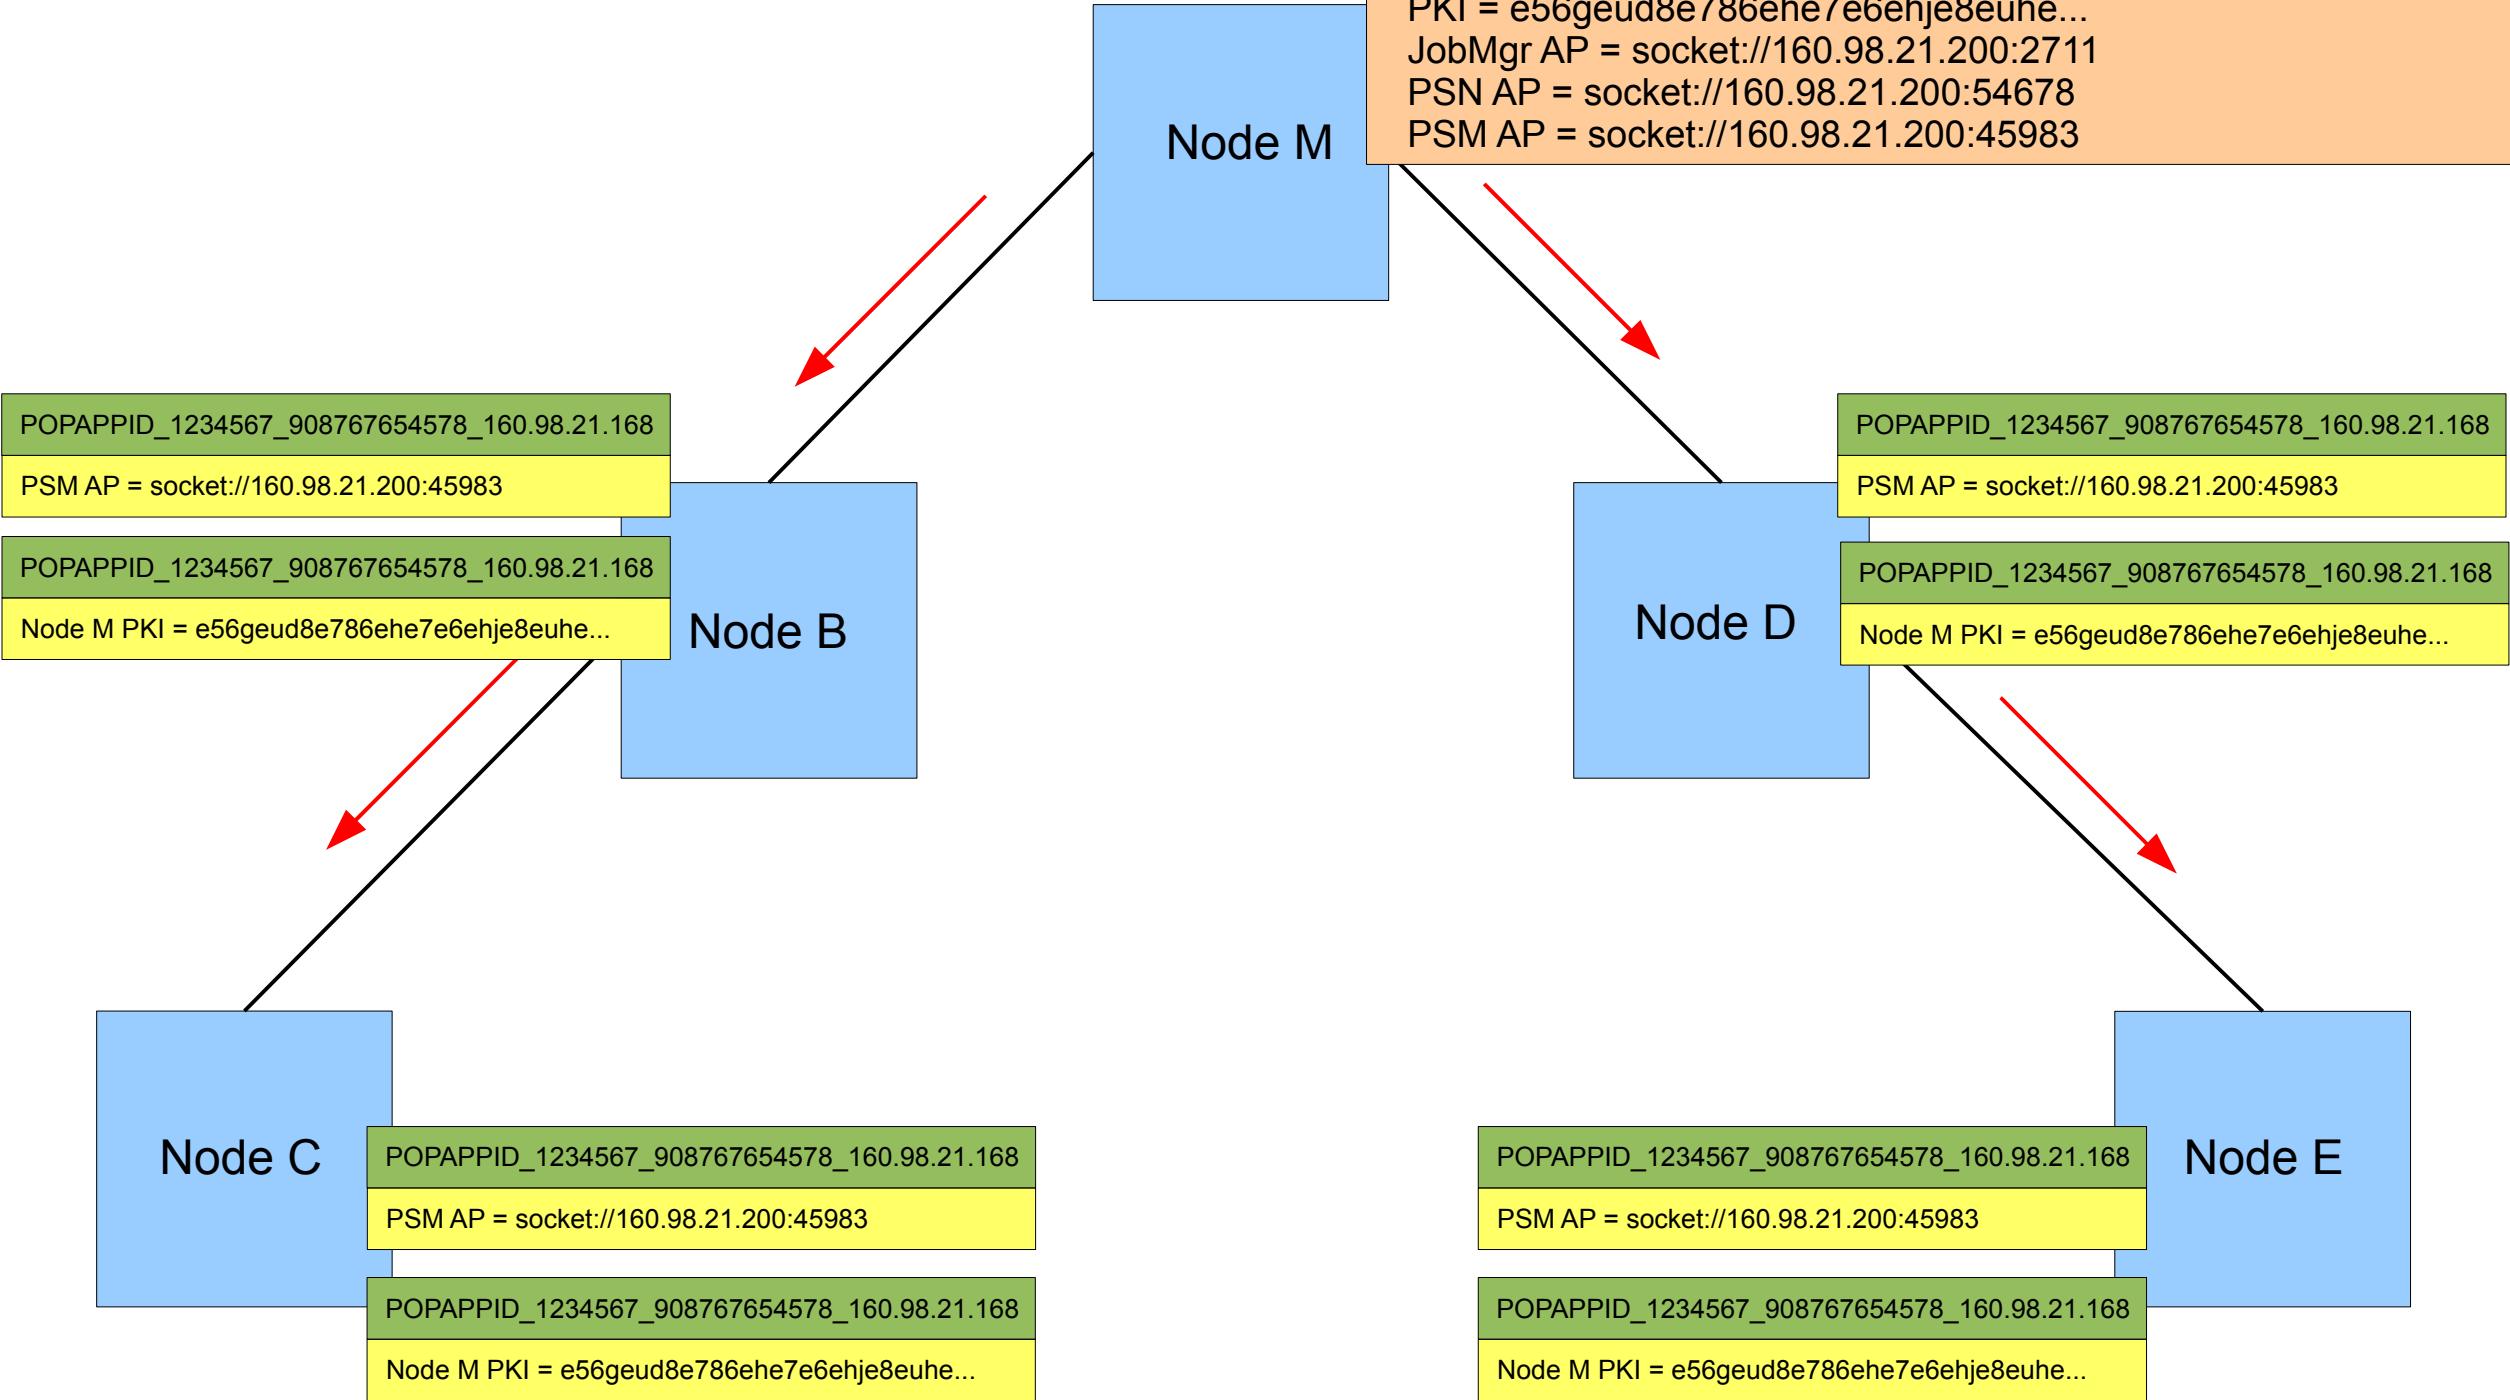 PKI = e56geud8e786ehe7e6ehje8euhe...
JobMgr AP = socket://160.98.21.200:2711
PSN AP = socket://160.98.21.200:54678
PSM AP = socket://160.98.21.200:45983
Node M
POPAPPID_1234567_908767654578_160.98.21.168
PSM AP = socket://160.98.21.200:45983
POPAPPID_1234567_908767654578_160.98.21.168
Node M PKI = e56geud8e786ehe7e6ehje8euhe...
Node B
POPAPPID_1234567_908767654578_160.98.21.168
PSM AP = socket://160.98.21.200:45983
POPAPPID_1234567_908767654578_160.98.21.168
Node M PKI = e56geud8e786ehe7e6ehje8euhe...
Node D
Node C
POPAPPID_1234567_908767654578_160.98.21.168
PSM AP = socket://160.98.21.200:45983
POPAPPID_1234567_908767654578_160.98.21.168
Node M PKI = e56geud8e786ehe7e6ehje8euhe...
POPAPPID_1234567_908767654578_160.98.21.168
PSM AP = socket://160.98.21.200:45983
POPAPPID_1234567_908767654578_160.98.21.168
Node M PKI = e56geud8e786ehe7e6ehje8euhe...
Node E